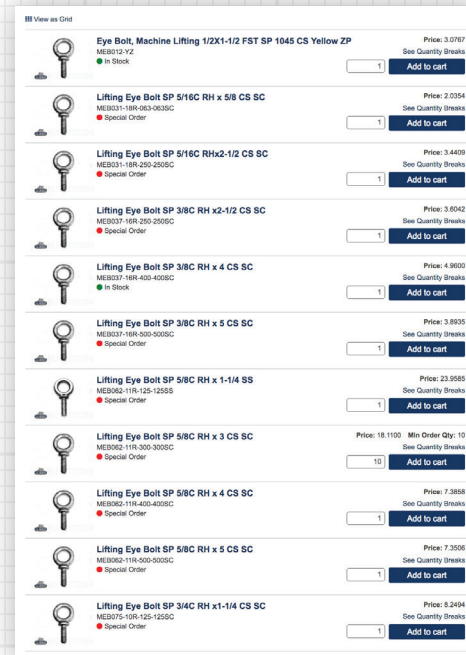 View as Grid
Eye Bolt, Machine Lifting 1/2X1-1/2 FST SP 1045 CS Yellow ZP
Price: 3.0767
MEB012-YZ
See Quantity Breaks
In Stock
1 Add to cart
Lifting Eye Bolt SP 5/16C RH x 5/8 CS SC
Price: 2.0354
MEB031-18R-063-063SC
See Quantity Breaks
Special Order
1 Add to cart
Lifting Eye Bolt SP 5/16C RHx2-1/2 CS SC
Price: 3.4409
MEB031-18R-250-250SC
See Quantity Breaks
Special Order
1 Add to cart
Lifting Eye Bolt SP 3/8C RH x2-1/2 CS SC
Price: 3.6042
MEB037-16R-250-250SC
See Quantity Breaks
Special Order
1 Add to cart
Lifting Eye Bolt SP 3/8C RH x 4 CS SC
Price: 4.9600
MEB037-16R-400-400SC
See Quantity Breaks
In Stock
1 Add to cart
Lifting Eye Bolt SP 3/8C RH x 5 CS SC
Price: 3.8935
MEB037-16R-500-500SC
See Quantity Breaks
Special Order
1 Add to cart
Lifting Eye Bolt SP 5/8C RH x 1-1/4 SS
Price: 23.9585
MEB062-11R-125-125SS
See Quantity Breaks
Special Order
1 Add to cart
Lifting Eye Bolt SP 5/8C RH x 3 CS SC
Price: 18.1100 Min Order Qty: 10
MEB062-11R-300-300SC
See Quantity Breaks
Special Order
10 Add to cart
Lifting Eye Bolt SP 5/8C RH x 4 CS SC
Price: 7.3858
MEB062-11R-400-400SC
See Quantity Breaks
Special Order
1 Add to cart
Lifting Eye Bolt SP 5/8C RH x 5 CS SC
Price: 7.3506
MEB062-11R-500-500SC
See Quantity Breaks
Special Order
1 Add to cart
Lifting Eye Bolt SP 3/4C RH x1-1/4 CS SC
Price: 8.2494
MEB075-10R-125-125SC
See Quantity Breaks
Special Order
1 Add to cart